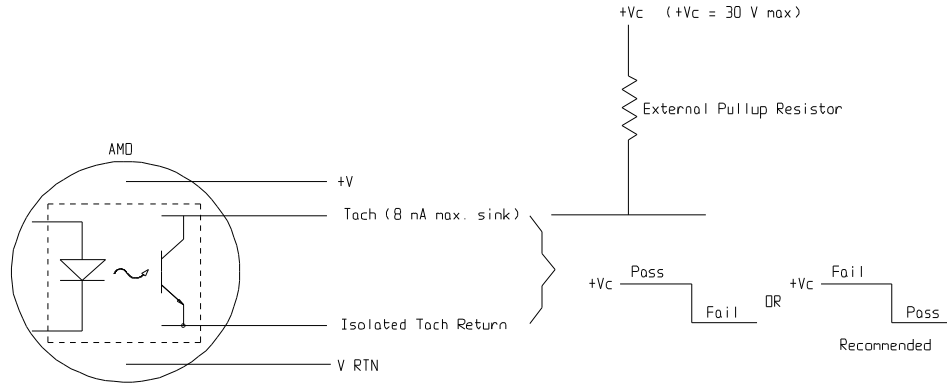 +Vc (+Vc = 30 V max)
External Pullup Resistor
AMD
+V
Tach (8 mA max. sink)
+Vc Pass Fail OR +Vc Fail Pass
Isolated Tach Return
Recommended
V RTN